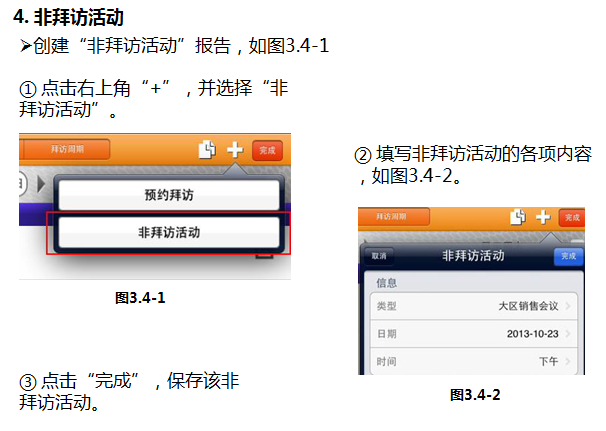 4. 非拜访活动
➢创建“非拜访活动”报告，如图3.4-1
① 点击右上角“+”，并选择“非
拜访活动”。
拜访周期
完成
预约拜访
非拜访活动
图3.4-1
② 填写非拜访活动的各项内容
，如图3.4-2。
拜访周期
完成
取消
非拜访活动
完成
信息
类型 大区销售会议
日期 2013-10-23
时间 下午
图3.4-2
③ 点击“完成”，保存该非
拜访活动。